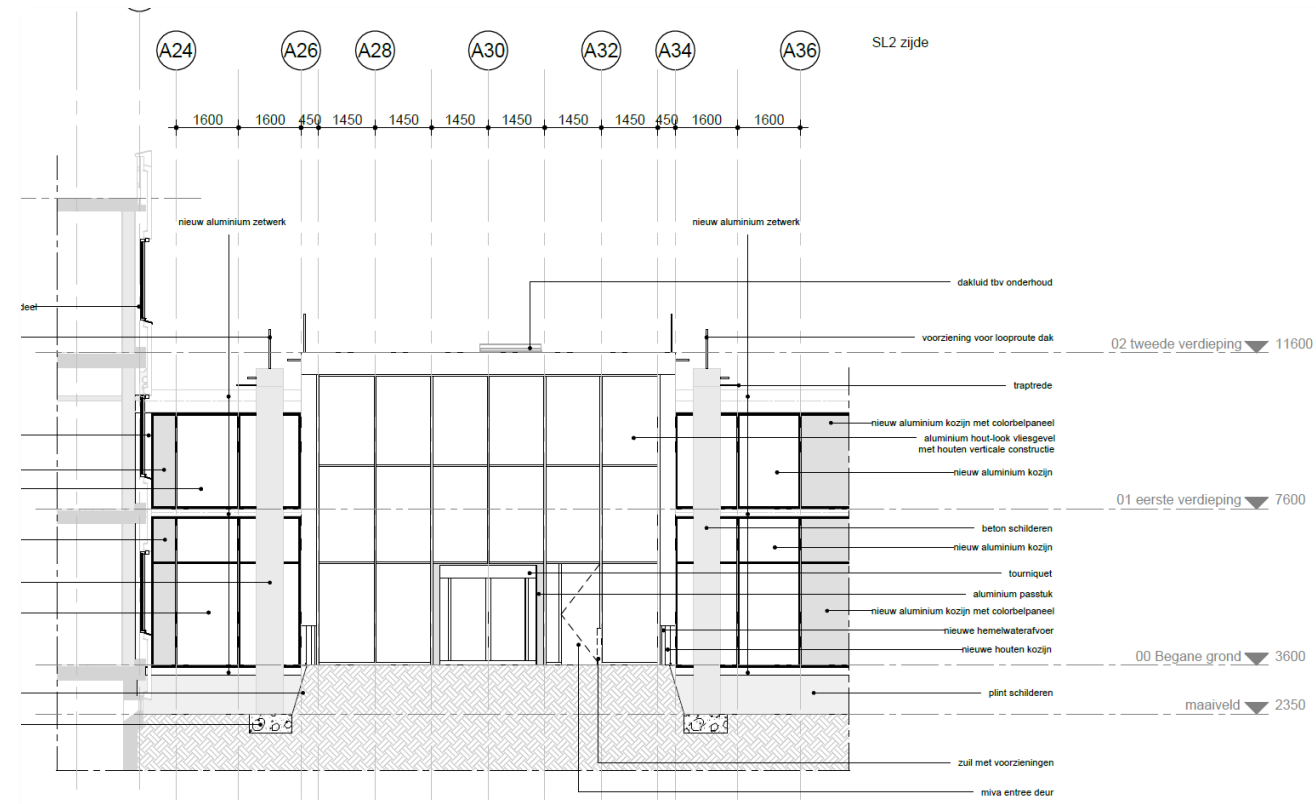 A24 A26 A28 A30 A32 A34 A36
SL2 zijde
1600 1600 450 1450 1450 1450 1450 1450 1450 450 1600 1600
nieuw aluminium zetwerk
nieuw aluminium zetwerk
dakluid tbv onderhoud
deel
voorziening voor looproute dak
02 tweede verdieping 11600
traptrede
nieuw aluminium kozijn met colorbelpaneel
aluminium hout-look vliesgevel
met houten verticale constructie
nieuw aluminium kozijn
01 eerste verdieping 7600
beton schilderen
nieuw aluminium kozijn
tourniquet
aluminium passtuk
nieuw aluminium kozijn met colorbelpaneel
nieuwe hemelwaterafvoer
nieuwe houten kozijn
00 Begane grond 3600
plint schilderen
maaiveld 2350
zuil met voorzieningen
miva entree deur